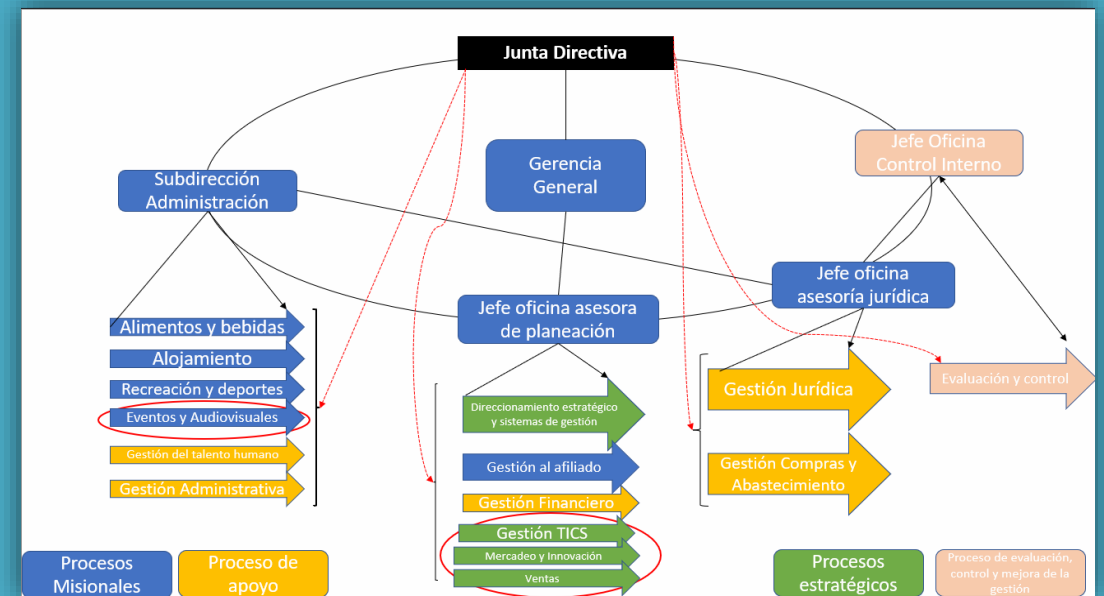 Junta Directiva
Jefe Oficina
Control Interno
Gerencia
General
Subdirección
Administración
Jefe oficina
asesoría jurídica
Jefe oficina asesora
de planeación
Alimentos y bebidas
Alojamiento
Recreación y deportes
Eventos y Audiovisuales
Gestión del talento humano
Gestión Administrativa
Direccionamiento estratégico
y sistemas de gestión
Gestión al afiliado
Gestión Financiero
Gestión TICS
Mercadeo y Innovación
Ventas
Gestión Jurídica
Gestión Compras y
Abastecimiento
Evaluación y control
Procesos
Misionales
Proceso de
apoyo
Procesos
estratégicos
Proceso de evaluación,
control y mejora de la
gestión